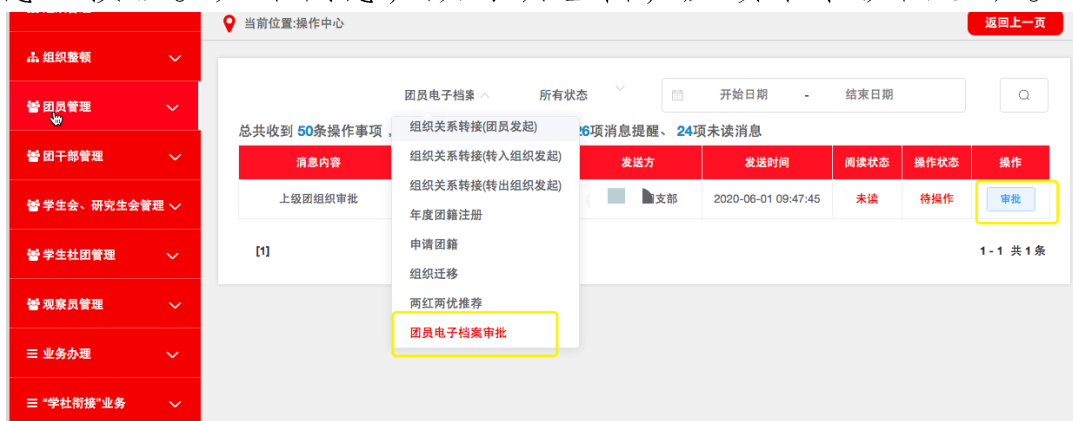 当前位置:操作中心
返回上一页
组织整顿
团员管理
团干部管理
学生会、研究生会管理
学生社团管理
观察员管理
业务办理
“学社衔接”业务
团员电子档案
所有状态
开始日期 - 结束日期
总共收到 50条操作事项,
26项消息提醒、 24项未读消息
消息内容
发送方
发送时间
阅读状态
操作状态
操作
上级团组织审批
支部
2020-06-01 09:47:45
未读
待操作
审批
组织关系转接(团员发起)
组织关系转接(转入组织发起)
组织关系转接(转出组织发起)
年度团籍注册
申请团籍
组织迁移
两红两优推荐
团员电子档案审批
[1]
1 - 1 共 1 条